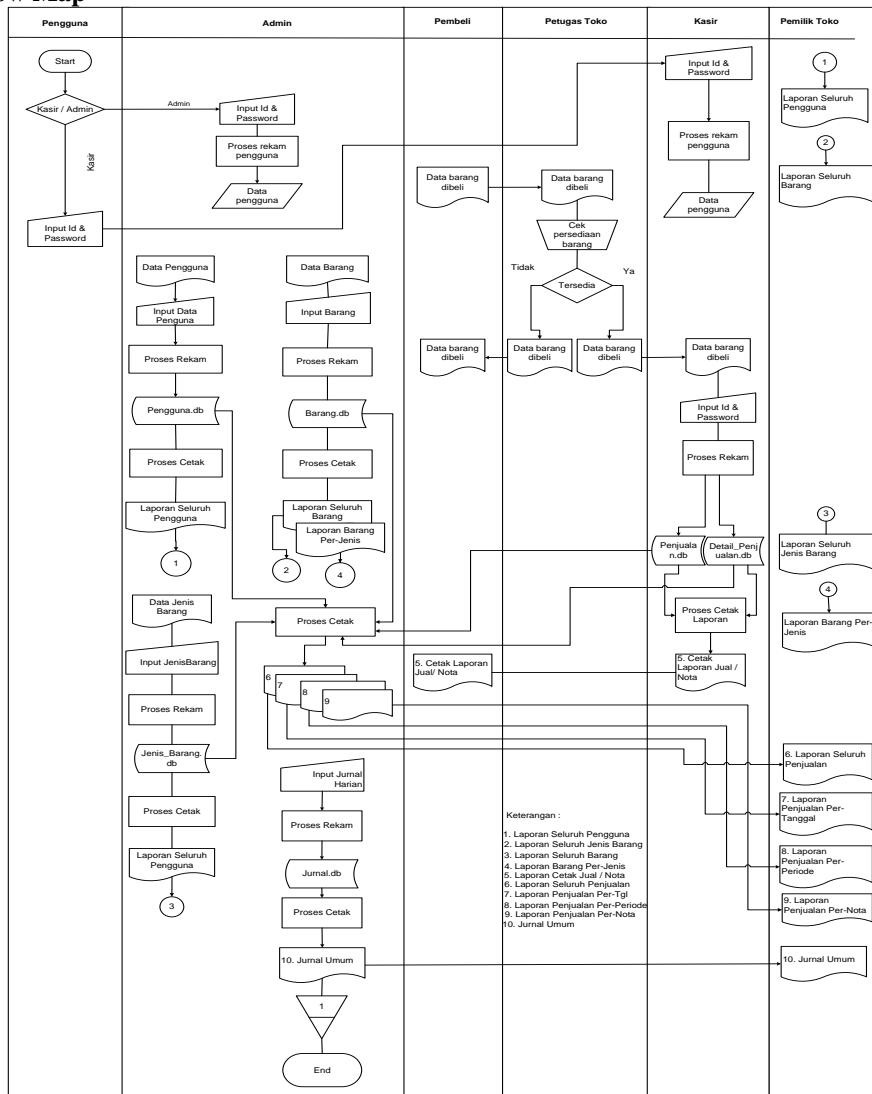 Pengguna
Admin
Pembeli
Petugas Toko
Kasir
Pemilik Toko
Start
Kasir / Admin
Admin
Kasir
Input Id &
Password
Input Id &
Password
Proses rekam
pengguna
Data
pengguna
Data Pengguna
Input Data
Penguna
Proses Rekam
Pengguna.db
Proses Cetak
Laporan Seluruh
Pengguna
1
Data Barang
Input Barang
Proses Rekam
Barang.db
Proses Cetak
Laporan Seluruh
Barang
Laporan Barang
Per-Jenis
2
4
Data Jenis
Barang
Input JenisBarang
Proses Rekam
Jenis_Barang.
db
Proses Cetak
Laporan Seluruh
Pengguna
3
Proses Cetak
6
7
8
9
Input Jurnal
Harian
Proses Rekam
Jurnal.db
Proses Cetak
10. Jurnal Umum
1
End
Data barang
dibeli
Data barang
dibeli
5. Cetak Laporan
Jual/ Nota
Data barang
dibeli
Cek
persediaan
barang
Tidak
Ya
Tersedia
Data barang
dibeli
Data barang
dibeli
Keterangan :
1. Laporan Seluruh Pengguna
2. Laporan Seluruh Jenis Barang
3. Laporan Seluruh Barang
4. Laporan Barang Per-Jenis
5. Laporan Cetak Jual / Nota
6. Laporan Seluruh Penjualan
7. Laporan Penjualan Per-Tgl
8. Laporan Penjualan Per-Periode
9. Laporan Penjualan Per-Nota
10. Jurnal Umum
Input Id &
Password
Proses rekam
pengguna
Data
pengguna
Data barang
dibeli
Input Id &
Password
Proses Rekam
Penjuala
n.db
Detail_Penj
ualan.db
Proses Cetak
Laporan
5. Cetak
Laporan Jual /
Nota
1
Laporan Seluruh
Pengguna
2
Laporan Seluruh
Barang
3
Laporan Seluruh
Jenis Barang
4
Laporan Barang Per-
Jenis
6. Laporan Seluruh
Penjualan
7. Laporan
Penjualan Per-
Tanggal
8. Laporan
Penjualan Per-
Periode
9. Laporan
Penjualan Per-Nota
10. Jurnal Umum